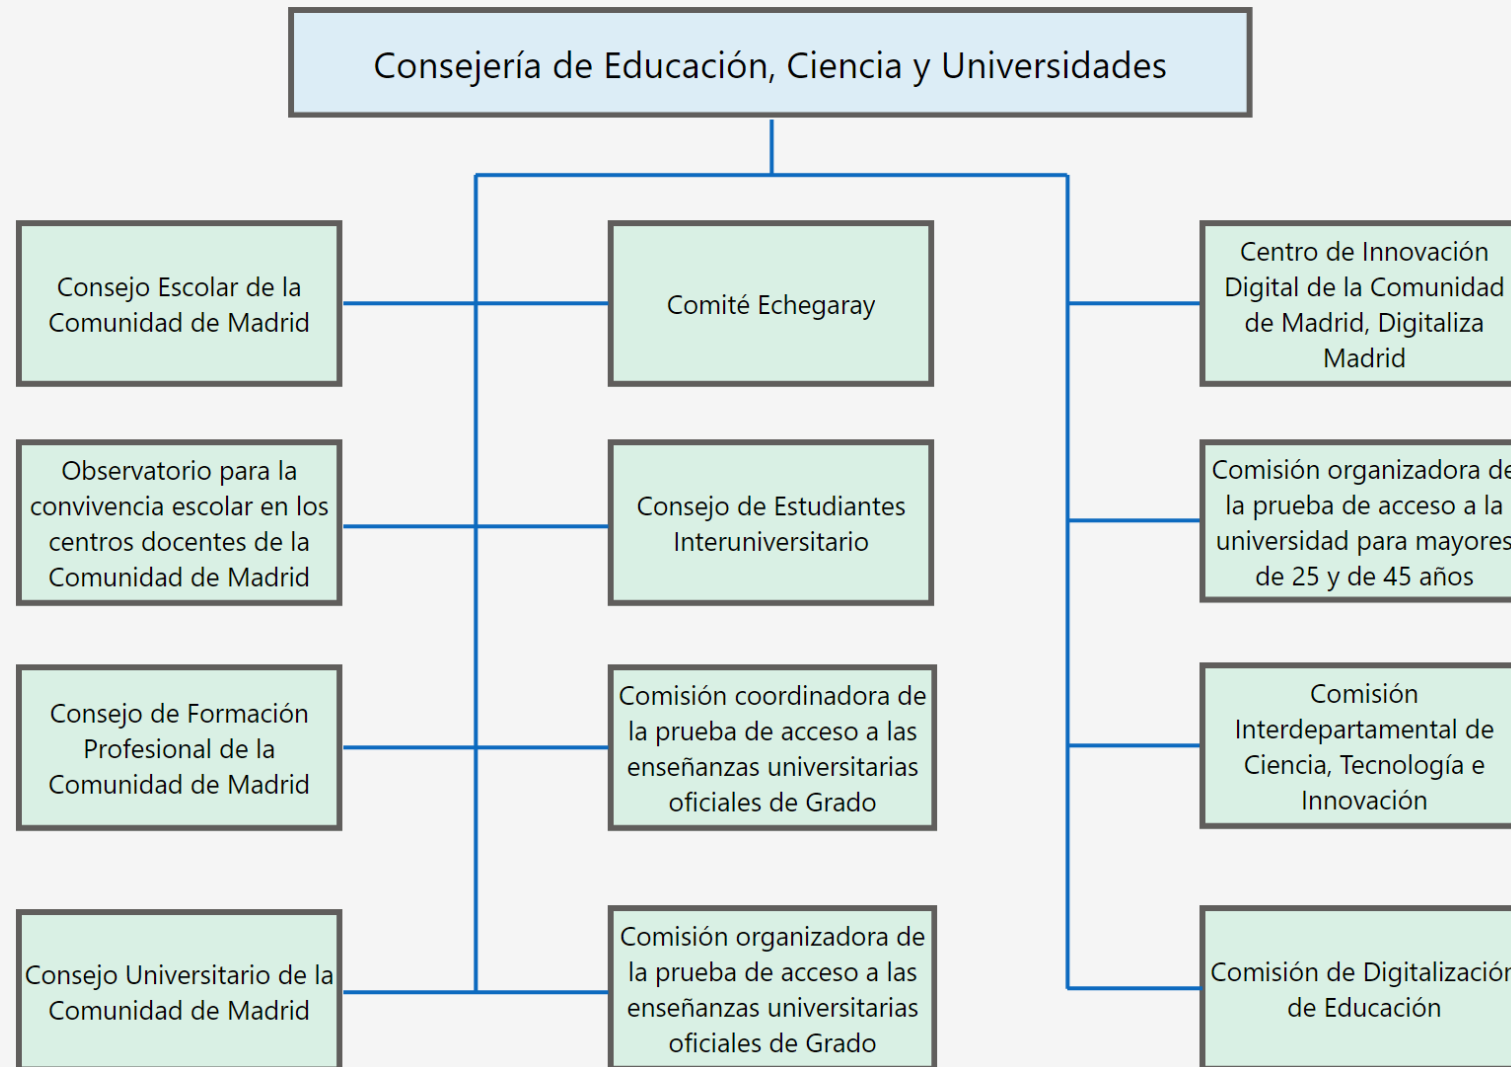 Consejería de Educación, Ciencia y Universidades
Consejo Escolar de la
Comunidad de Madrid
Comité Echegaray
Centro de Innovación
Digital de la Comunidad
de Madrid, Digitaliza
Madrid
Observatorio para la
convivencia escolar en los
centros docentes de la
Comunidad de Madrid
Consejo de Estudiantes
Interuniversitario
Comisión organizadora de
la prueba de acceso a la
universidad para mayores
de 25 y de 45 años
Consejo de Formación
Profesional de la
Comunidad de Madrid
Comisión coordinadora de
la prueba de acceso a las
enseñanzas universitarias
oficiales de Grado
Comisión
Interdepartamental de
Ciencia, Tecnología e
Innovación
Consejo Universitario de la
Comunidad de Madrid
Comisión organizadora de
la prueba de acceso a las
enseñanzas universitarias
oficiales de Grado
Comisión de Digitalización
de Educación